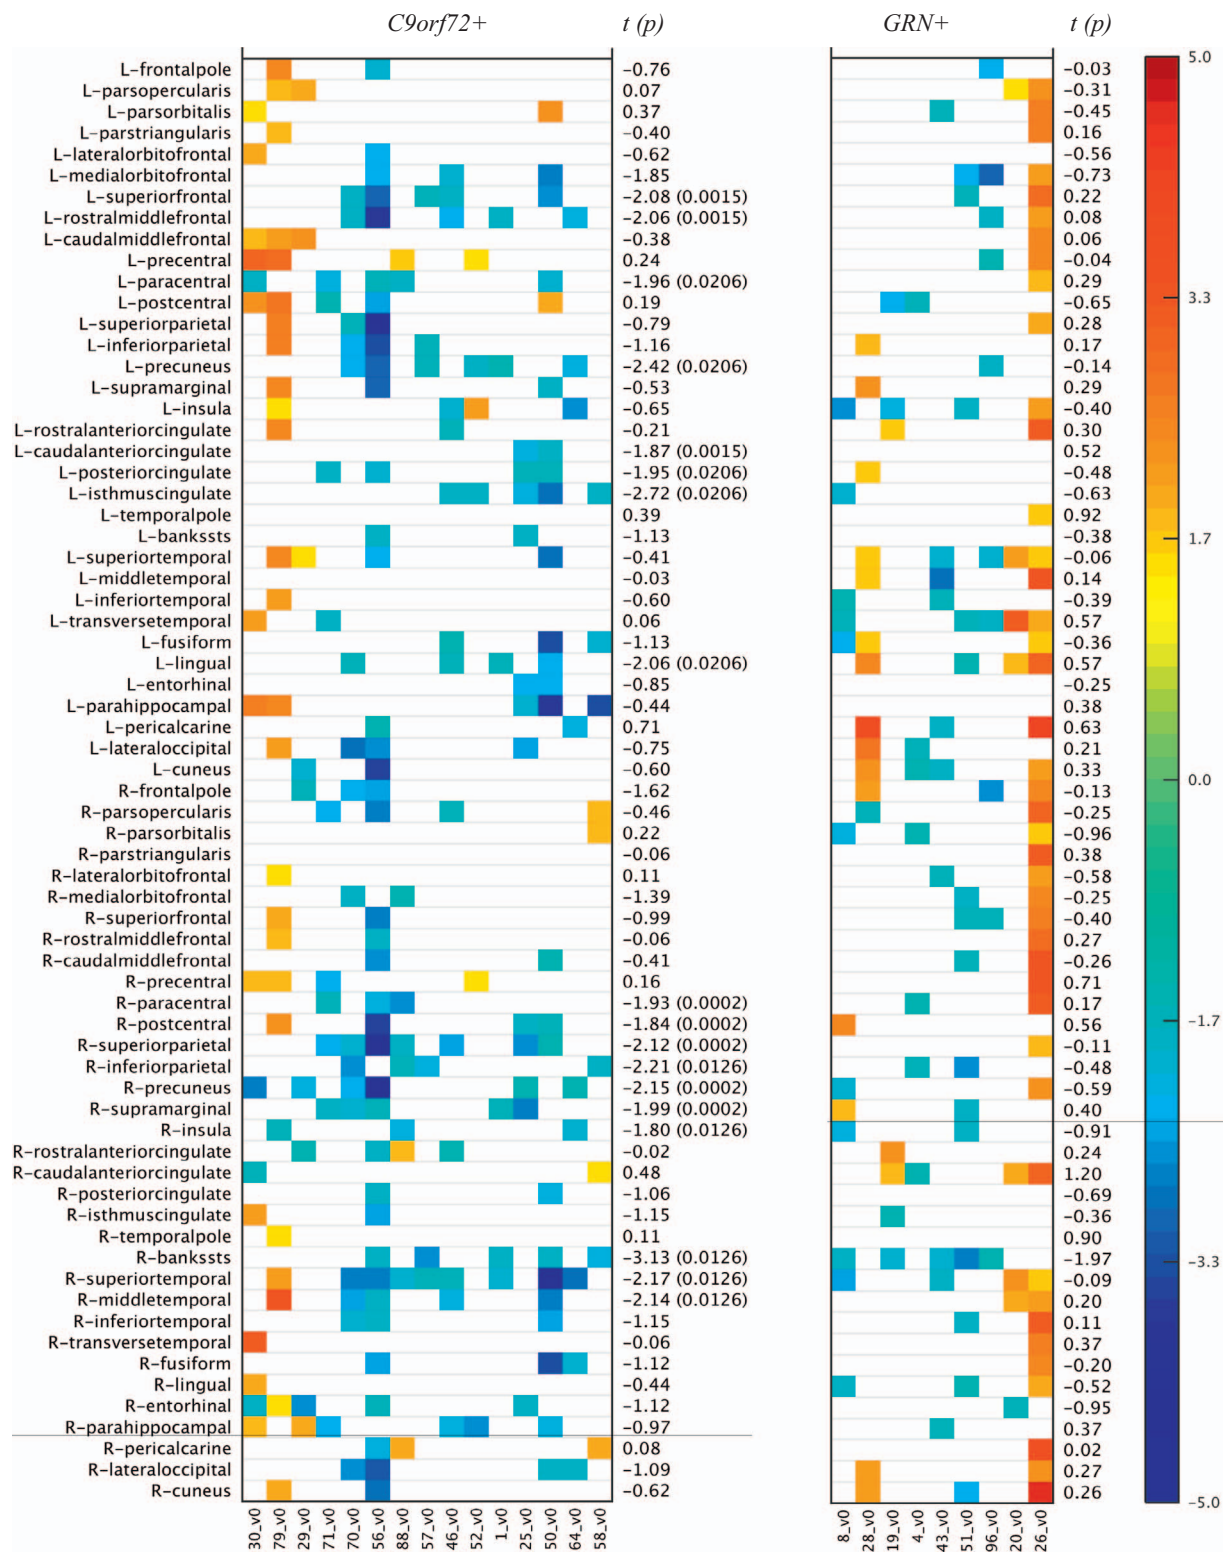 C9orf72+ t (p) GRN+ t (p)
5.0
L-frontalpole -0.76 -0.03
L-parsopercularis 0.07 -0.31
L-parsorbitalis 0.37 -0.45
L-parstriangularis -0.40 0.16
L-lateralorbitofrontal -0.62 -0.56
L-medialorbitofrontal -1.85 -0.73
L-superiorfrontal -2.08 (0.0015) 0.22
L-rostralmiddlefrontal -2.06 (0.0015) 0.08
L-caudalmiddlefrontal -0.38 0.06
L-precentral 0.24 -0.04
L-paracentral -1.96 (0.0206) 0.29
L-postcentral 0.19 -0.65 3.3
L-superiorparietal -0.79 0.28
L-inferiorparietal -1.16 0.17
L-precuneus -2.42 (0.0206) -0.14
L-supramarginal -0.53 0.29
L-insula -0.65 -0.40
L-rostralanteriorcingulate -0.21 0.30
L-caudalanteriorcingulate -1.87 (0.0015) 0.52
L-posteriorcingulate -1.95 (0.0206) -0.48
L-isthmuscingulate -2.72 (0.0206) -0.63
L-temporalpole 0.39 0.92
L-bankssts -1.13 -0.38 1.7
L-superiortemporal -0.41 -0.06
L-middletemporal -0.03 0.14
L-inferiortemporal -0.60 -0.39
L-transversetemporal 0.06 0.57
L-fusiform -1.13 -0.36
L-lingual -2.06 (0.0206) 0.57
L-entorhinal -0.85 -0.25
L-parahippocampal -0.44 0.38
L-pericalcarine 0.71 0.63
L-lateraloccipital -0.75 0.21
L-cuneus -0.60 0.33 0.0
R-frontalpole -1.62 -0.13
R-parsopercularis -0.46 -0.25
R-parsorbitalis 0.22 -0.96
R-parstriangularis -0.06 0.38
R-lateralorbitofrontal 0.11 -0.58
R-medialorbitofrontal -1.39 -0.25
R-superiorfrontal -0.99 -0.40
R-rostralmiddlefrontal -0.06 0.27
R-caudalmiddlefrontal -0.41 -0.26
R-precentral 0.16 0.71
R-paracentral -1.93 (0.0002) 0.17
R-postcentral -1.84 (0.0002) 0.56 -1.7
R-superiorparietal -2.12 (0.0002) -0.11
R-inferiorparietal -2.21 (0.0126) -0.48
R-precuneus -2.15 (0.0002) -0.59
R-supramarginal -1.99 (0.0002) 0.40
R-insula -1.80 (0.0126) -0.91
R-rostralanteriorcingulate -0.02 0.24
R-caudalanteriorcingulate 0.48 1.20
R-posteriorcingulate -1.06 -0.69
R-isthmuscingulate -1.15 -0.36
R-temporalpole 0.11 0.90
R-bankssts -3.13 (0.0126) -1.97 -3.3
R-superiortemporal -2.17 (0.0126) -0.09
R-middletemporal -2.14 (0.0126) 0.20
R-inferiortemporal -1.15 0.11
R-transversetemporal -0.06 0.37
R-fusiform -1.12 -0.20
R-lingual -0.44 -0.52
R-entorhinal -1.12 -0.95
R-parahippocampal -0.97 0.37
R-pericalcarine 0.08 0.02
R-lateraloccipital -1.09 0.27
R-cuneus -0.62 0.26 -5.0
30_v0 79_v0 29_v0 71_v0 70_v0 56_v0 88_v0 57_v0 46_v0 52_v0 1_v0 25_v0 50_v0 64_v0 58_v0 8_v0 28_v0 19_v0 4_v0 43_v0 51_v0 96_v0 20_v0 26_v0